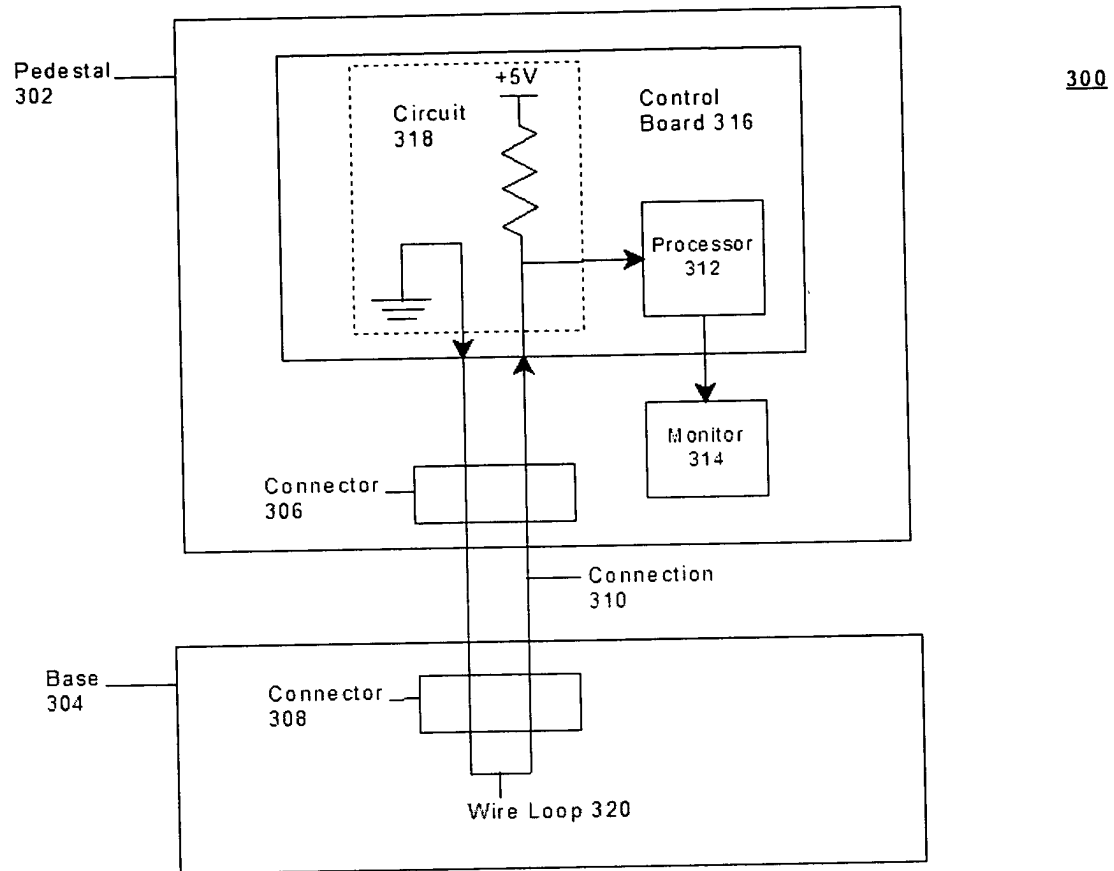 300
Pedestal
302
+5V
Circuit
318
Control
Board 316
Processor
312
Monitor
314
Connector
306
Connection
310
Base
304
Connector
308
Wire Loop 320